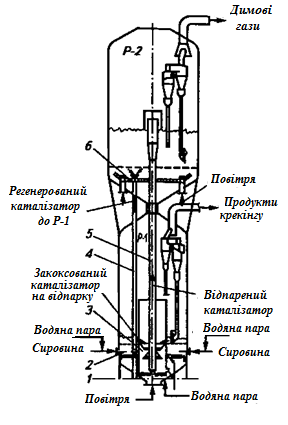 Димові
гази
Р-2
6
Регенерований
каталізатор
до Р-1
Повітря
Продукти
крекінгу
5
Р-1
4
Закоксований
каталізатор
на відпарку
Відпарений
каталізатор
3
Водяна пара
Водяна пара
Сировина
Сировина
2
1
Повітря
Водяна пара